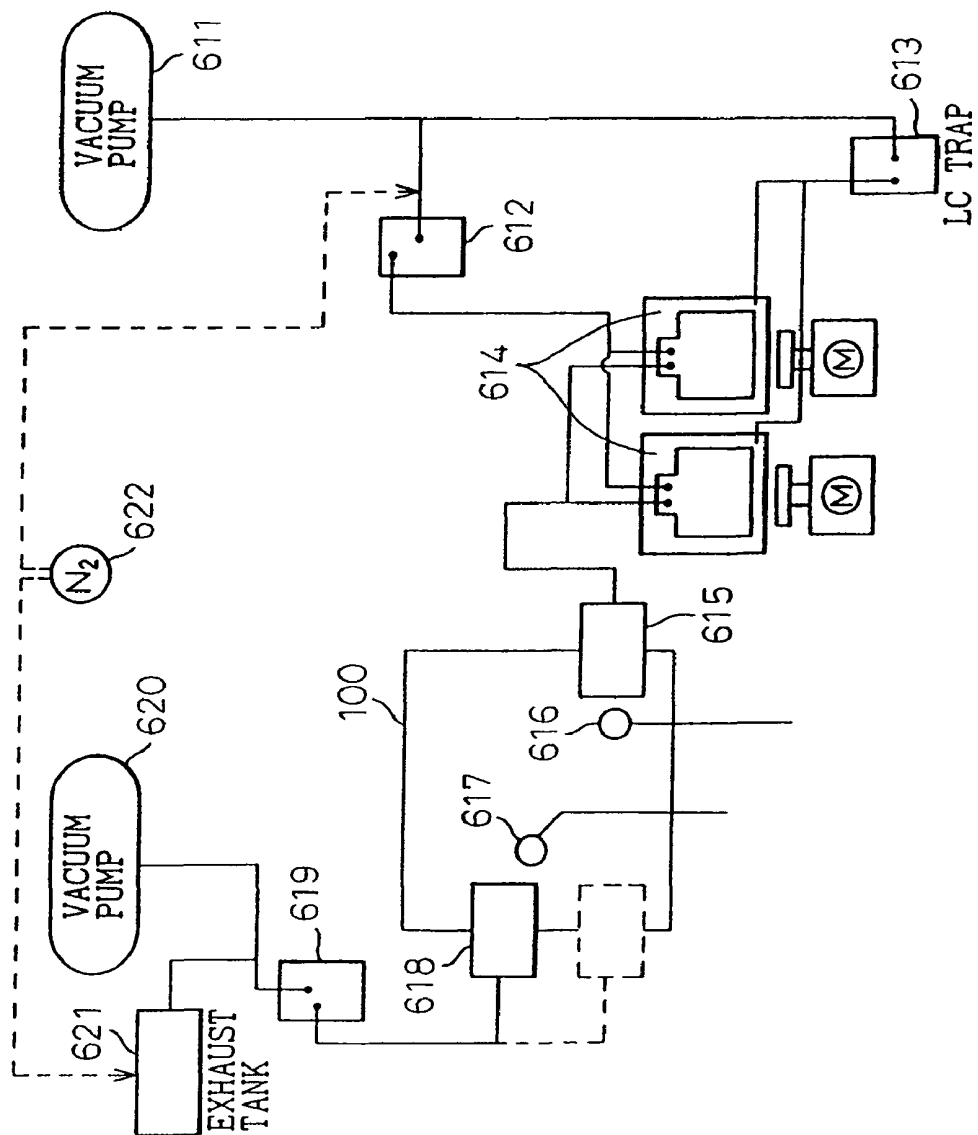 621
EXHAUST
TANK
VACUUM
PUMP
620
619
618
617
616
100
615
N2
622
614
M
M
612
VACUUM
PUMP
611
613
LC TRAP